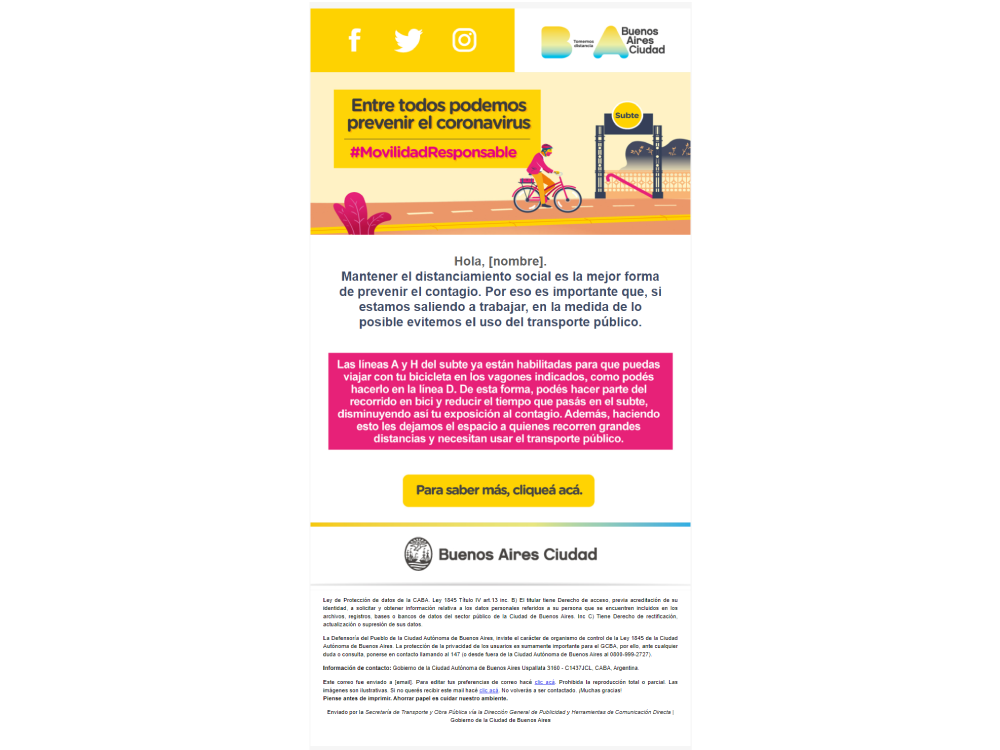 BA
Tomemos
distancia
Buenos
Aires
Ciudad
Entre todos podemos
prevenir el coronavirus
#MovilidadResponsable
Subte
Hola, [nombre].
Mantener el distanciamiento social es la mejor forma
de prevenir el contagio. Por eso es importante que, si
estamos saliendo a trabajar, en la medida de lo
posible evitemos el uso del transporte público.
Las líneas A y H del subte ya están habilitadas para que puedas
viajar con tu bicicleta en los vagones indicados, como podés
hacerlo en la línea D. De esta forma, podés hacer parte del
recorrido en bici y reducir el tiempo que pasás en el subte,
disminuyendo así tu exposición al contagio. Además, haciendo
esto les dejamos el espacio a quienes recorren grandes
distancias y necesitan usar el transporte público.
Para saber más, cliqueá acá.
Buenos Aires Ciudad
Ley de Protección de datos de la CABA. Ley 1845 Título IV art.13 inc. B) El titular tiene Derecho de acceso, previa acreditación de su
identidad, a solicitar y obtener información relativa a los datos personales referidos a su persona que se encuentren incluidos en los
archivos, registros, bases o bancos de datos del sector público de la Ciudad de Buenos Aires. Inc C) Tiene Derecho de rectificación,
actualización o supresión de sus datos.
La Defensoría del Pueblo de la Ciudad Autónoma de Buenos Aires, inviste el carácter de organismo de control de la Ley 1845 de la Ciudad
Autónoma de Buenos Aires. La protección de la privacidad de los usuarios es sumamente importante para el GCBA, por ello, ante cualquier
duda o consulta, ponerse en contacto llamando al 147 (o desde fuera de la Ciudad Autónoma de Buenos Aires al 0800-999-2727).
Información de contacto: Gobierno de la Ciudad Autónoma de Buenos Aires Uspallata 3160 - C1437JCL, CABA, Argentina.
Este correo fue enviado a [email]. Para editar tus preferencias de correo hacé clic acá. Prohibida la reproducción total o parcial. Las
imágenes son ilustrativas. Si no querés recibir este mail hacé clic acá. No volverás a ser contactado. ¡Muchas gracias!
Piense antes de imprimir. Ahorrar papel es cuidar nuestro ambiente.
Enviado por la Secretaría de Transporte y Obra Pública vía la Dirección General de Publicidad y Herramientas de Comunicación Directa |
Gobierno de la Ciudad de Buenos Aires